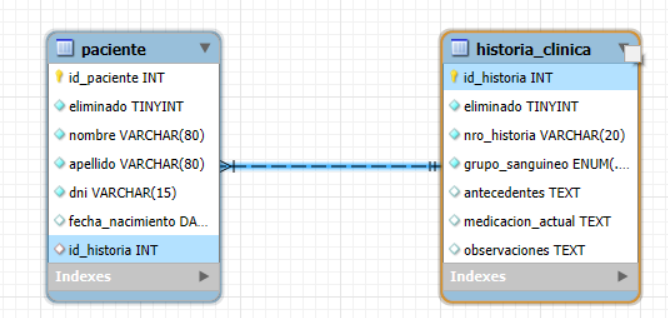 paciente
id_paciente INT
eliminado TINYINT
nombre VARCHAR(80)
apellido VARCHAR(80)
dni VARCHAR(15)
fecha_nacimiento DA...
id_historia INT
Indexes
historia_clinica
id_historia INT
eliminado TINYINT
nro_historia VARCHAR(20)
grupo_sanguineo ENUM(...
antecedentes TEXT
medicacion_actual TEXT
observaciones TEXT
Indexes